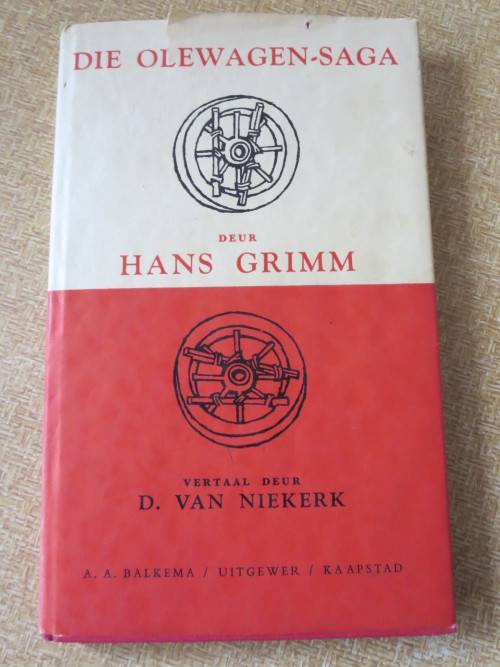 DIE OLEWAGEN-SAGA
DEUR
HANS GRIMM
VERTAAL DEUR
D. VAN NIEKERK
A. A. BALKEMA / UITGEWER / KAAPSTAD